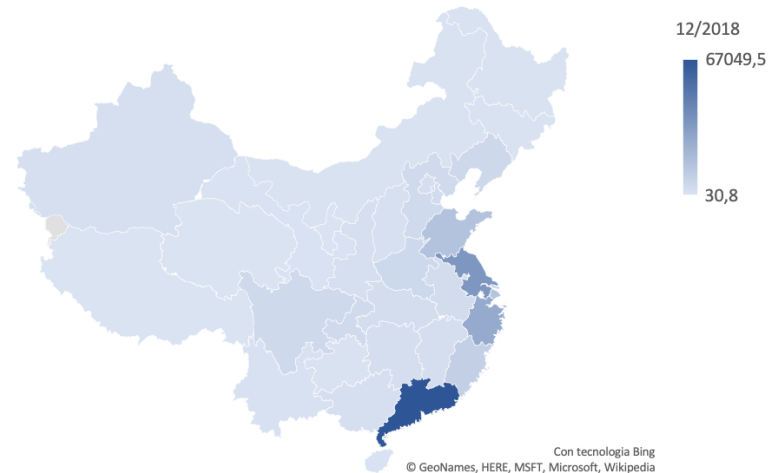 12/2018
67049,5
30,8
Con tecnologia Bing
© GeoNames, HERE, MSFT, Microsoft, Wikipedia